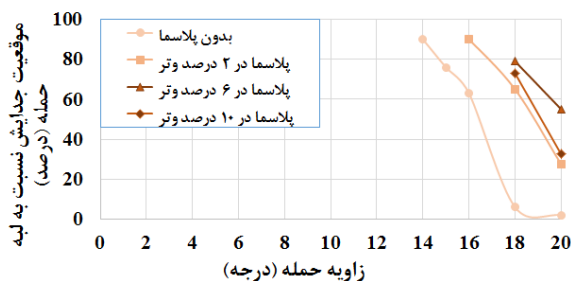 موقعیت جدایش نسبت به لبه
حمله (درصد)
100
80
60
40
20
0
بدون پلاسما
پلاسما در ۲ درصد وتر
پلاسما در ۶ درصد وتر
پلاسما در ۱۰ درصد وتر
0 2 4 6 8 10 12 14 16 18 20
زاویه حمله (درجه)